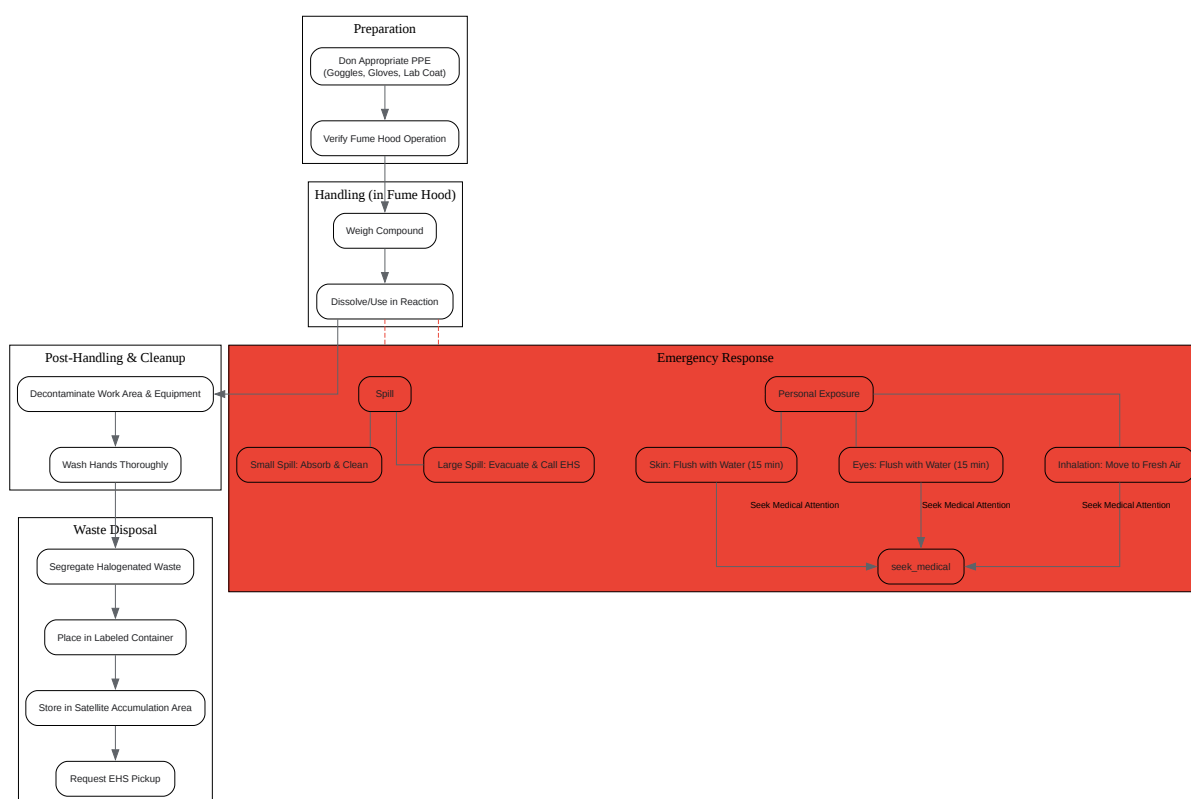 Preparation
Don Appropriate PPE
(Goggles, Gloves, Lab Coat)
Verify Fume Hood Operation
Handling (in Fume Hood)
Weigh Compound
Dissolve/Use in Reaction
Post-Handling & Cleanup
Decontaminate Work Area & Equipment
Wash Hands Thoroughly
Emergency Response
Spill
Personal Exposure
Small Spill: Absorb & Clean
Large Spill: Evacuate & Call EHS
Skin: Flush with Water (15 min)
Eyes: Flush with Water (15 min)
Inhalation: Move to Fresh Air
Seek Medical Attention
Seek Medical Attention
Seek Medical Attention
seek_medical
Waste Disposal
Segregate Halogenated Waste
Place in Labeled Container
Store in Satellite Accumulation Area
Request EHS Pickup